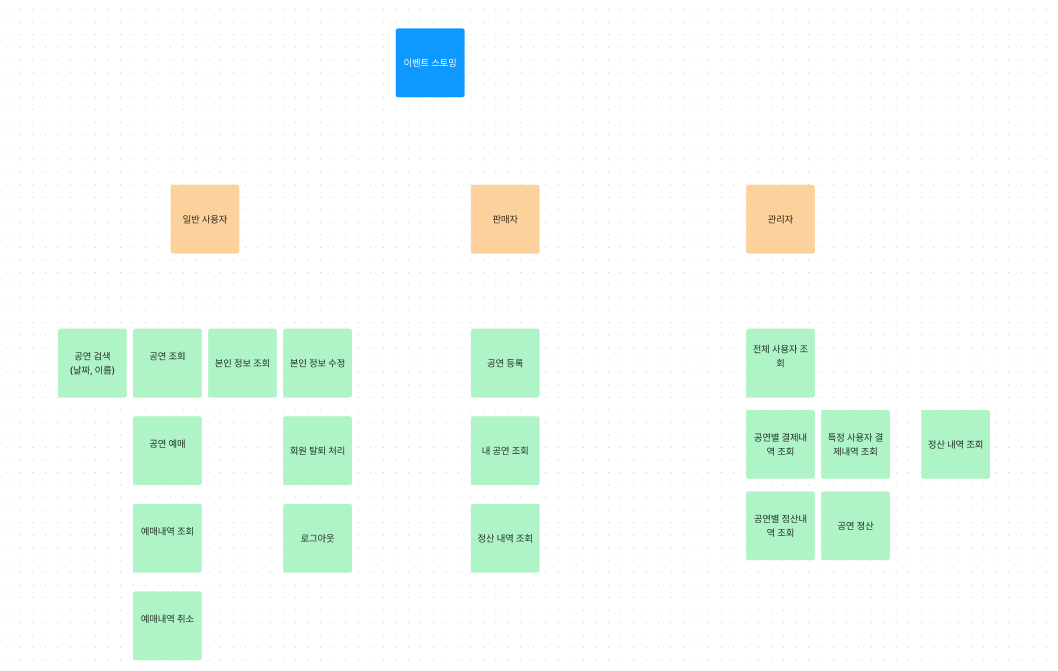 이벤트 스토밍
일반 사용자
판매자
관리자
공연 검색
(날짜, 이름)
공연 조회
본인 정보 조회
본인 정보 수정
공연 등록
전체 사용자 조
회
공연 예매
회원 탈퇴 처리
내 공연 조회
공연별 결제내
역 조회
특정 사용자 결
제내역 조회
정산 내역 조회
예매내역 조회
로그아웃
정산 내역 조회
공연별 정산내
역 조회
공연 정산
예매내역 취소